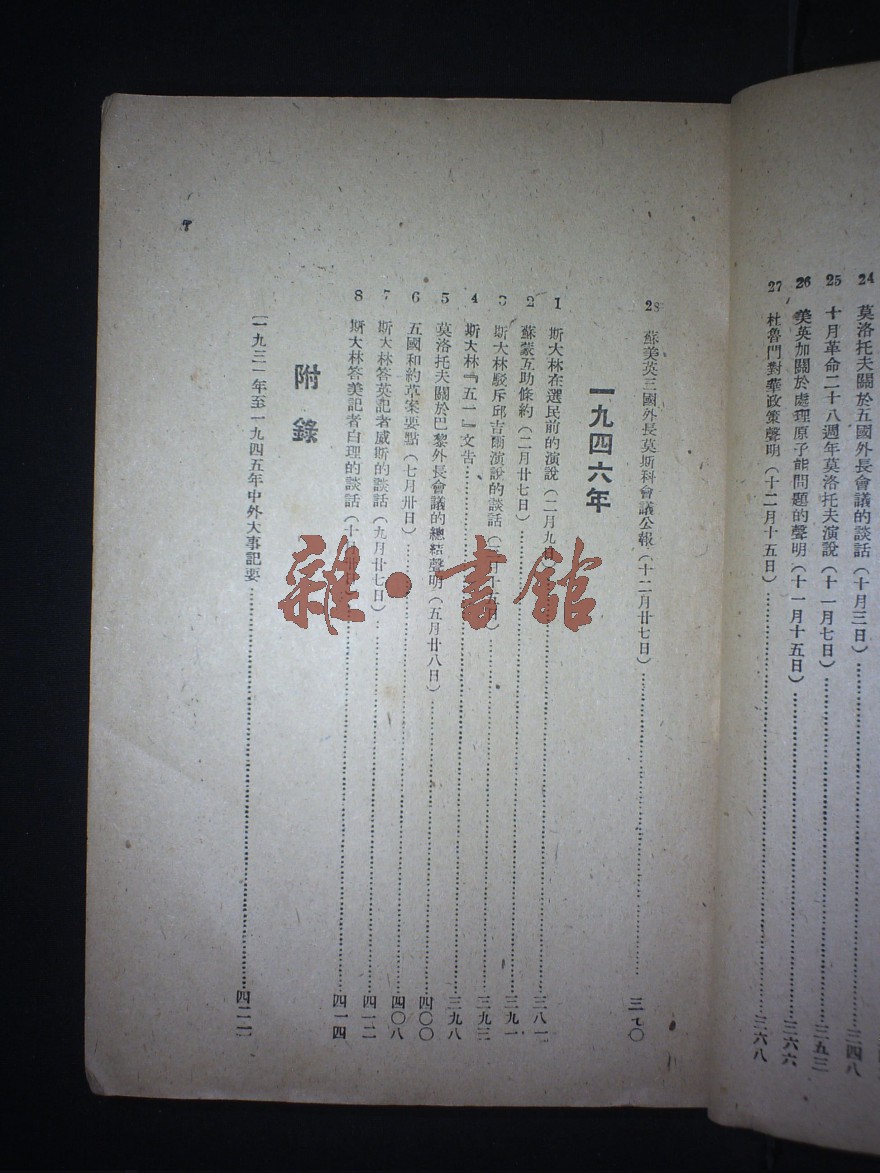 24 莫洛托夫關於五國外長會議的談話(十月三日)……三四八
25 十月革命二十八週年莫洛托夫演說(十一月七日)……三五三
26 美英加關於處理原子能問題的聲明(十一月十五日)……三六六
27 杜魯門對華政策聲明(十二月十五日)……三六八
28 蘇美英三國外長莫斯科會議公報(十二月廿七日)……三七〇
一九四六年
1 斯大林在選民前的演說(二月九日)……三八一
2 蘇蒙互助條約(二月廿七日)……三九一
3 斯大林駁斥邱吉爾演說的談話(三月十五日)……三九三
4 斯大林『五一』文告……三九八
5 莫洛托夫關於巴黎外長會議的總結聲明(五月廿八日)……四〇〇
6 五國和約草案要點(七月卅日)……四〇八
7 斯大林答英記者威斯的談話(九月廿七日)……四一二
8 斯大林答美記者白理的談話……四一四
附錄
一九三一年至一九四五年中外大事記要……四二一
7
雜·書館